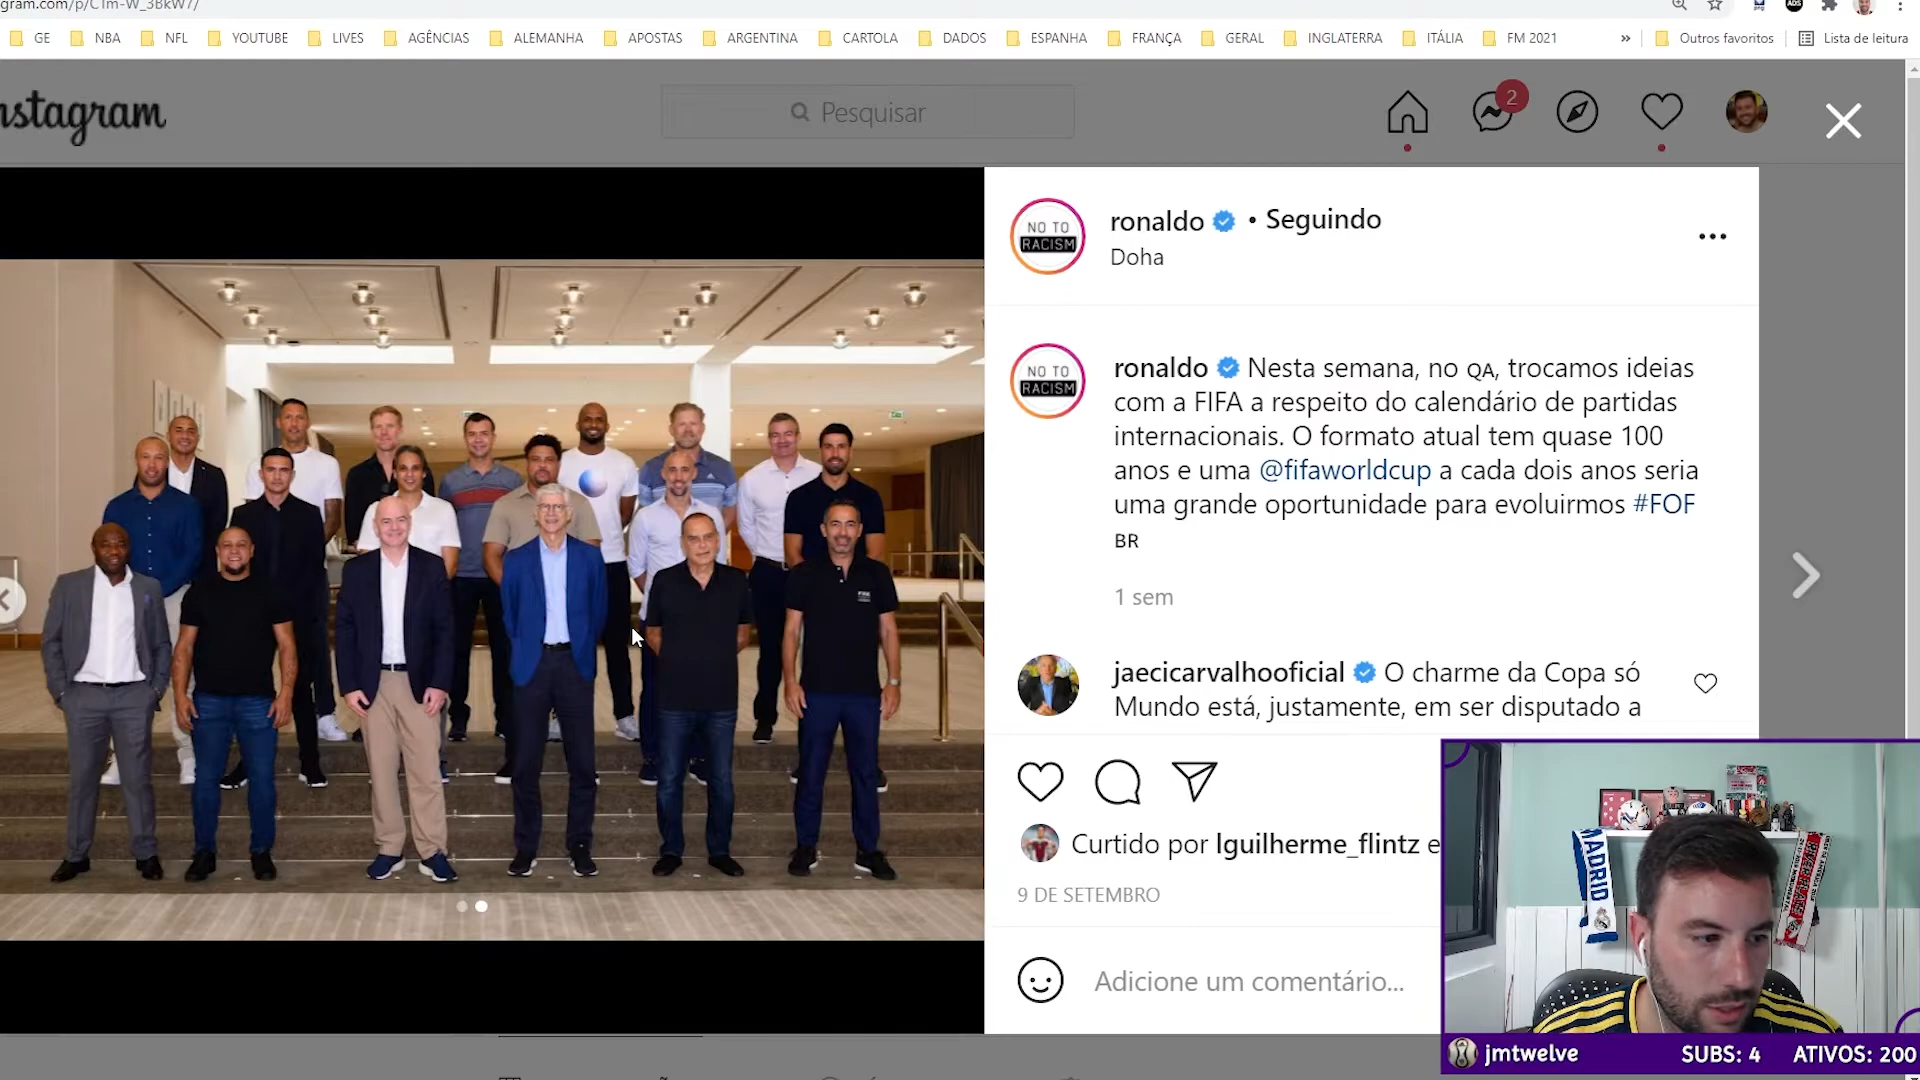 gram.com/p/CTm-W_3BkW7/
GE NBA NFL YOUTUBE LIVES AGÊNCIAS ALEMANHA APOSTAS ARGENTINA CARTOLA DADOS ESPANHA FRANÇA GERAL INGLATERRA ITÁLIA FM 2021 » Outros favoritos Lista de leitura
nstagram
Pesquisar
2
NO TO RACISM
ronaldo • Seguindo
Doha
NO TO RACISM
ronaldo Nesta semana, no QA, trocamos ideias
com a FIFA a respeito do calendário de partidas
internacionais. O formato atual tem quase 100
anos e uma @fifaworldcup a cada dois anos seria
uma grande oportunidade para evoluirmos #FOF
BR
1 sem
jaecicarvalhooficial O charme da Copa só
Mundo está, justamente, em ser disputado a
Curtido por lguilherme_flintz e
9 DE SETEMBRO
Adicione um comentário...
MADRID
jmtwelve SUBS: 4 ATIVOS: 200